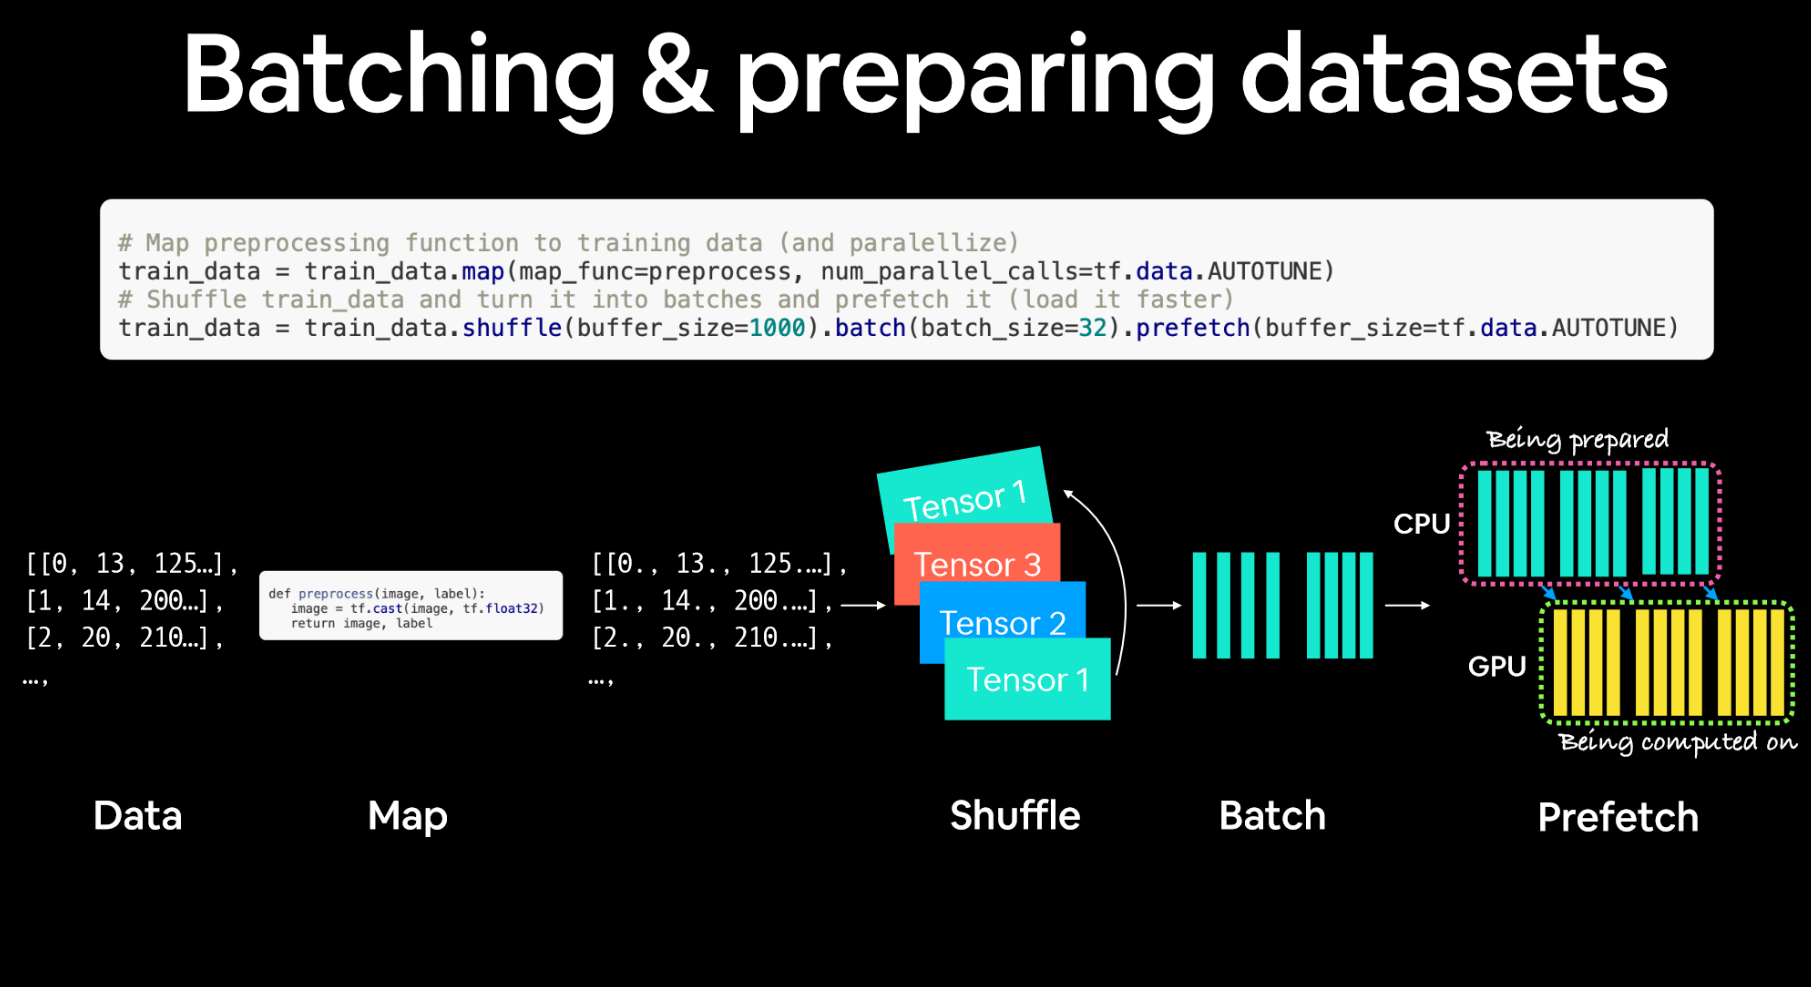 Batching & preparing datasets
# Map preprocessing function to training data (and paralellize)
train_data = train_data.map(map_func=preprocess, num_parallel_calls=tf.data.AUTOTUNE)
# Shuffle train_data and turn it into batches and prefetch it (load it faster)
train_data = train_data.shuffle(buffer_size=1000).batch(batch_size=32).prefetch(buffer_size=tf.data.AUTOTUNE)
[[0, 13, 125…],
[1, 14, 200…],
[2, 20, 210…],
…,
def preprocess(image, label):
image = tf.cast(image, tf.float32)
return image, label
[[0., 13., 125.…],
[1., 14., 200.…],
[2., 20., 210.…],
…,
Tensor 1
Tensor 3
Tensor 2
Tensor 1
Being prepared
CPU
GPU
Being computed on
Data
Map
Shuffle
Batch
Prefetch